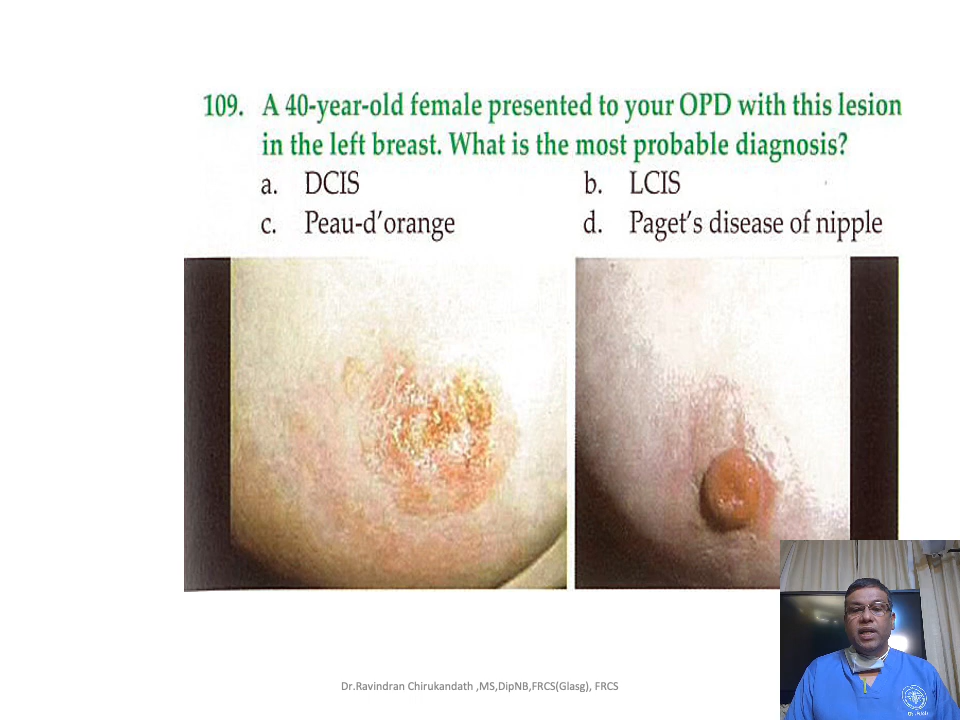 109. A 40-year-old female presented to your OPD with this lesion
in the left breast. What is the most probable diagnosis?
a. DCIS b. LCIS
c. Peau-d'orange d. Paget's disease of nipple
Dr.Ravindran Chirukandath ,MS,DipNB,FRCS(Glasg), FRCS